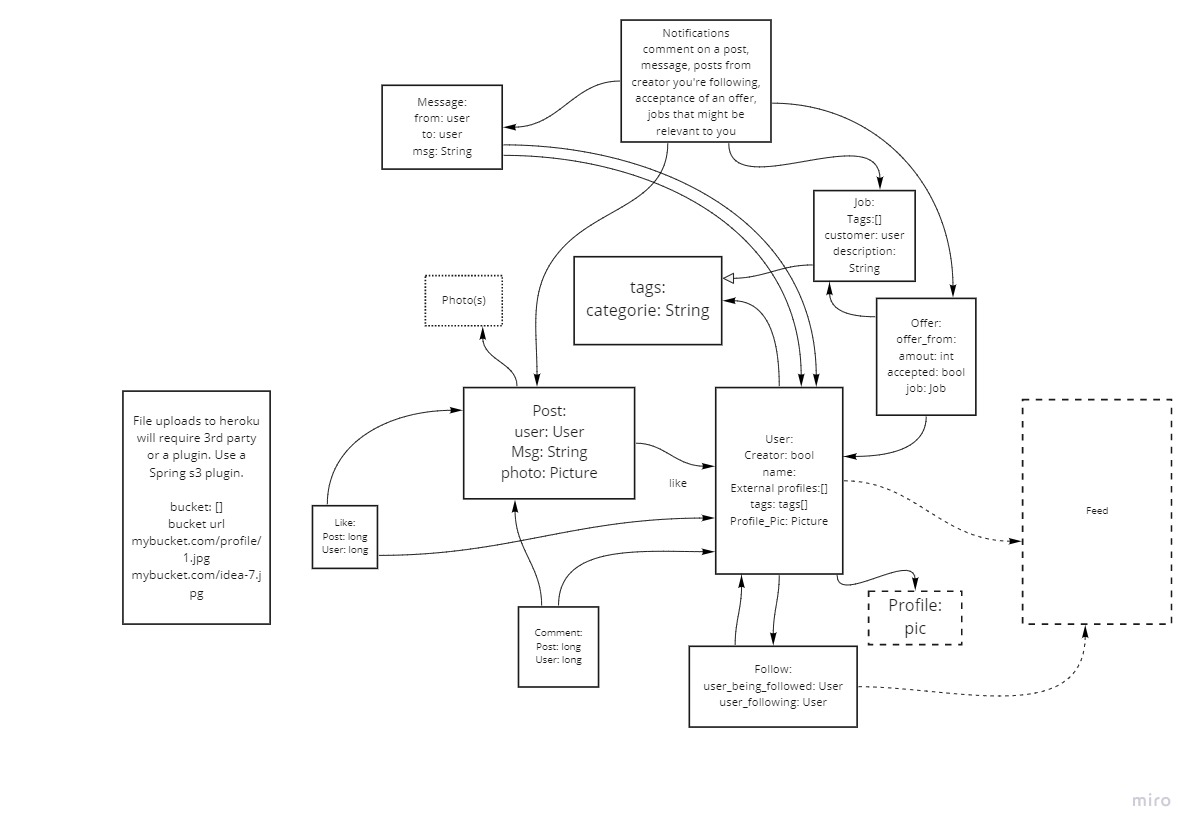 Notifications
comment on a post,
message, posts from
creator you're following,
acceptance of an offer,
jobs that might be
relevant to you
Message:
from: user
to: user
msg: String
Job:
Tags:[]
customer: user
description:
String
tags:
categorie: String
Photo(s)
Offer:
offer_from:
amout: int
accepted: bool
job: Job
File uploads to heroku
will require 3rd party
or a plugin. Use a
Spring s3 plugin.
bucket: []
bucket url
mybucket.com/profile/
1.jpg
mybucket.com/idea-7.j
pg
Post:
user: User
Msg: String
photo: Picture
like
User:
Creator: bool
name:
External profiles:[]
tags: tags[]
Profile_Pic: Picture
Feed
Like:
Post: long
User: long
Comment:
Post: long
User: long
Profile:
pic
Follow:
user_being_followed: User
user_following: User
miro